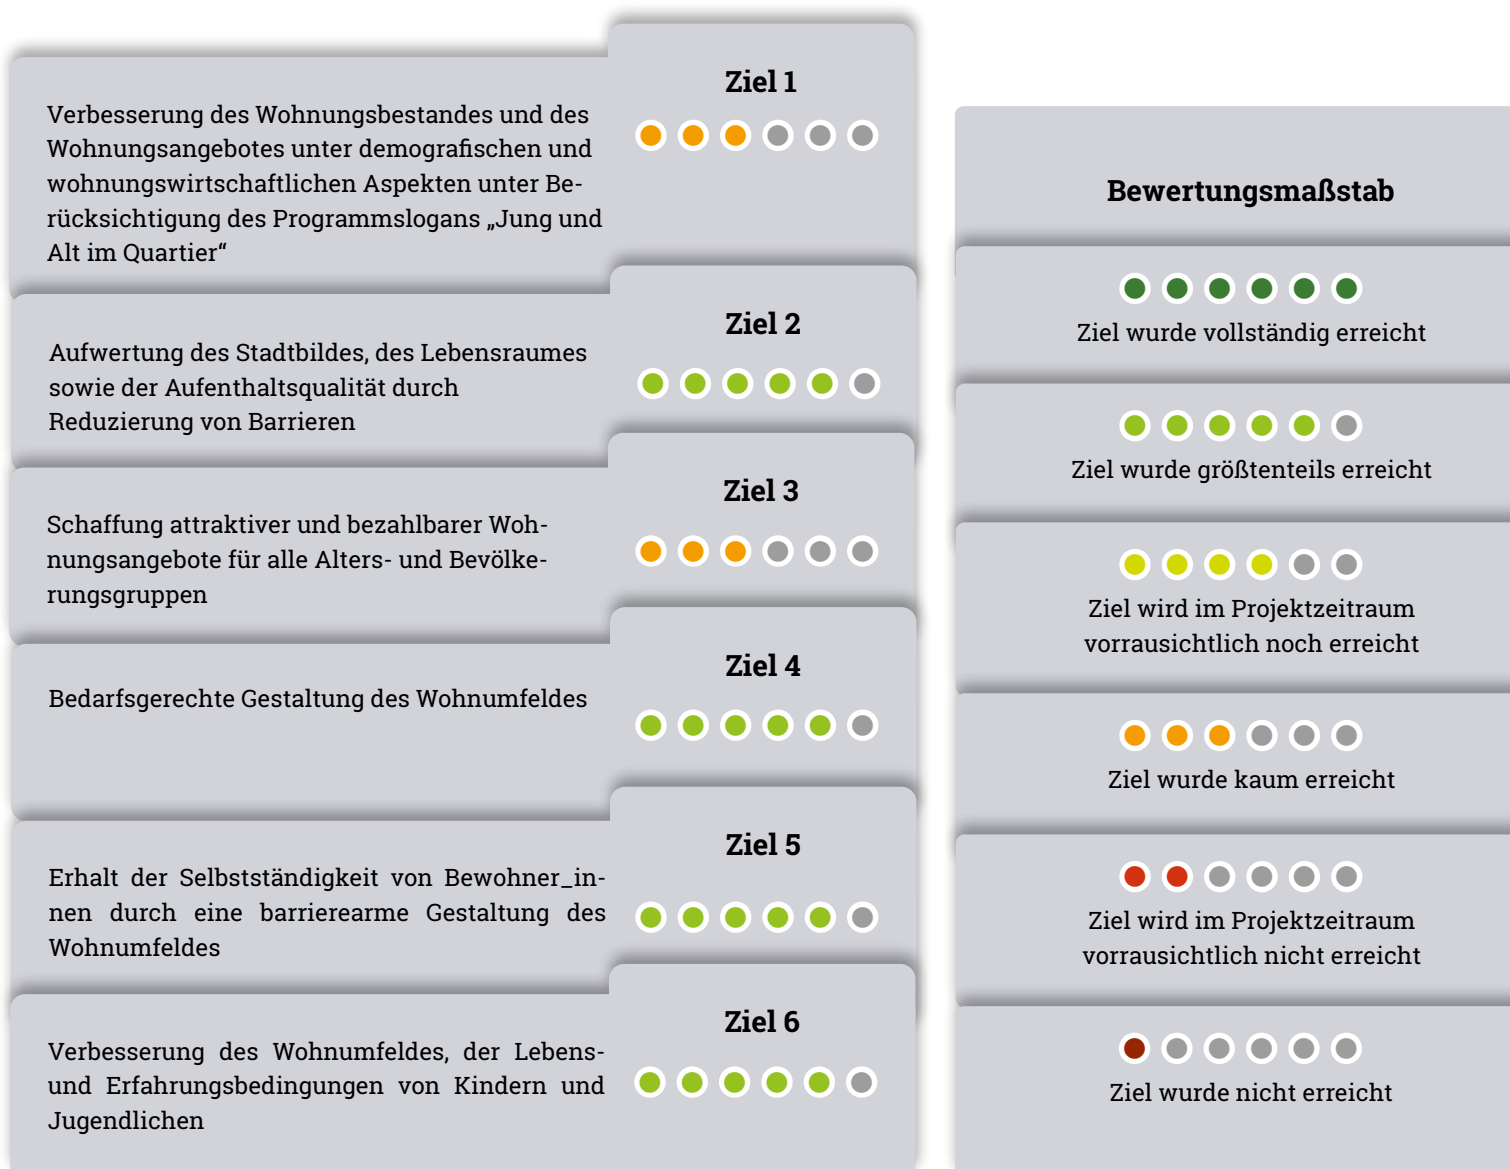 Ziel 1
Verbesserung des Wohnungsbestandes und des
Wohnungsangebotes unter demografischen und
wohnungswirtschaftlichen Aspekten unter Be-
rücksichtigung des Programmslogans „Jung und
Alt im Quartier“
Ziel 2
Aufwertung des Stadtbildes, des Lebensraumes
sowie der Aufenthaltsqualität durch
Reduzierung von Barrieren
Ziel 3
Schaffung attraktiver und bezahlbarer Woh-
nungsangebote für alle Alters- und Bevölke-
rungsgruppen
Ziel 4
Bedarfsgerechte Gestaltung des Wohnumfeldes
Ziel 5
Erhalt der Selbstständigkeit von Bewohner_in-
nen durch eine barrierearme Gestaltung des
Wohnumfeldes
Ziel 6
Verbesserung des Wohnumfeldes, der Lebens-
und Erfahrungsbedingungen von Kindern und
Jugendlichen
Bewertungsmaßstab
Ziel wurde vollständig erreicht
Ziel wurde größtenteils erreicht
Ziel wird im Projektzeitraum
vorrausichtlich noch erreicht
Ziel wurde kaum erreicht
Ziel wird im Projektzeitraum
vorrausichtlich nicht erreicht
Ziel wurde nicht erreicht